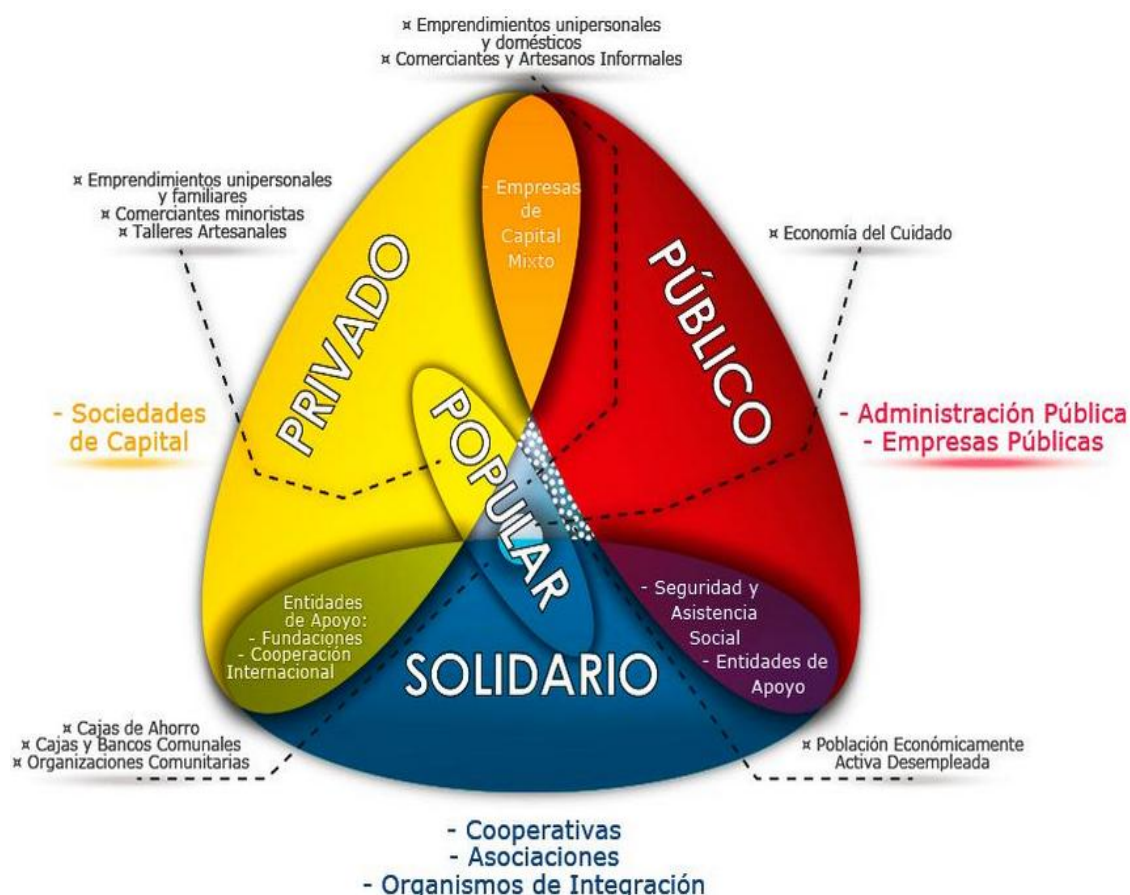 ¤ Emprendimientos unipersonales
y domésticos
¤ Comerciantes y Artesanos Informales
¤ Emprendimientos unipersonales
y familiares
¤ Comerciantes minoristas
¤ Talleres Artesanales
- Empresas
de
Capital
Mixto
¤ Economía del Cuidado
PRIVADO
PÚBLICO
- Sociedades
de Capital
POPULAR
- Administración Pública
- Empresas Públicas
Entidades
de Apoyo:
- Fundaciones
- Cooperación
Internacional
- Seguridad y
Asistencia
Social
- Entidades de
Apoyo
SOLIDARIO
¤ Cajas de Ahorro
¤ Cajas y Bancos Comunales
¤ Organizaciones Comunitarias
¤ Población Económicamente
Activa Desempleada
- Cooperativas
- Asociaciones
- Organismos de Integración